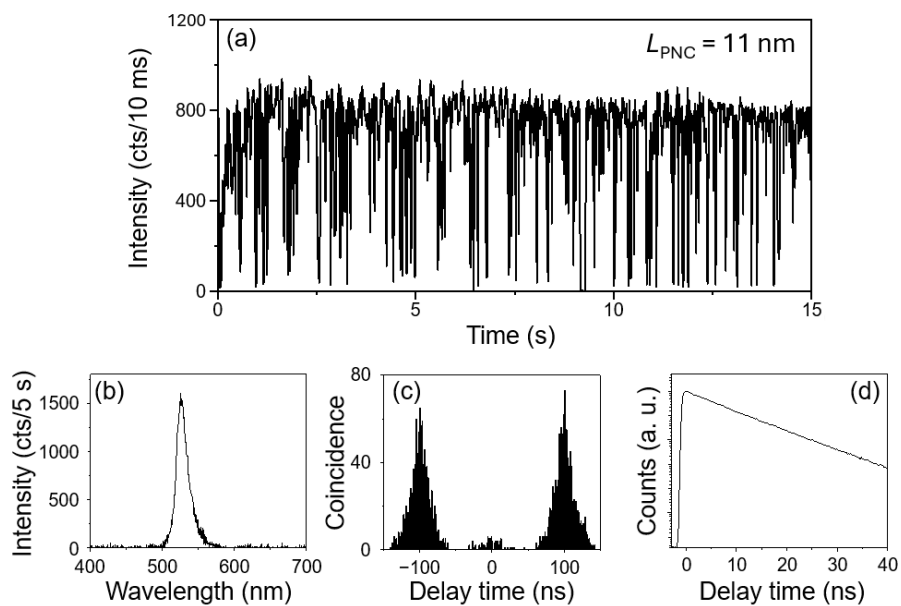 (a)
L_PNC = 11 nm
Intensity (cts/10 ms)
1200
800
400
0
0
5
10
15
Time (s)
(b)
Intensity (cts/5 s)
1500
1000
500
0
400
500
600
700
Wavelength (nm)
(c)
Coincidence
80
40
0
−100
0
100
Delay time (ns)
(d)
Counts (a. u.)
0
10
20
30
40
Delay time (ns)